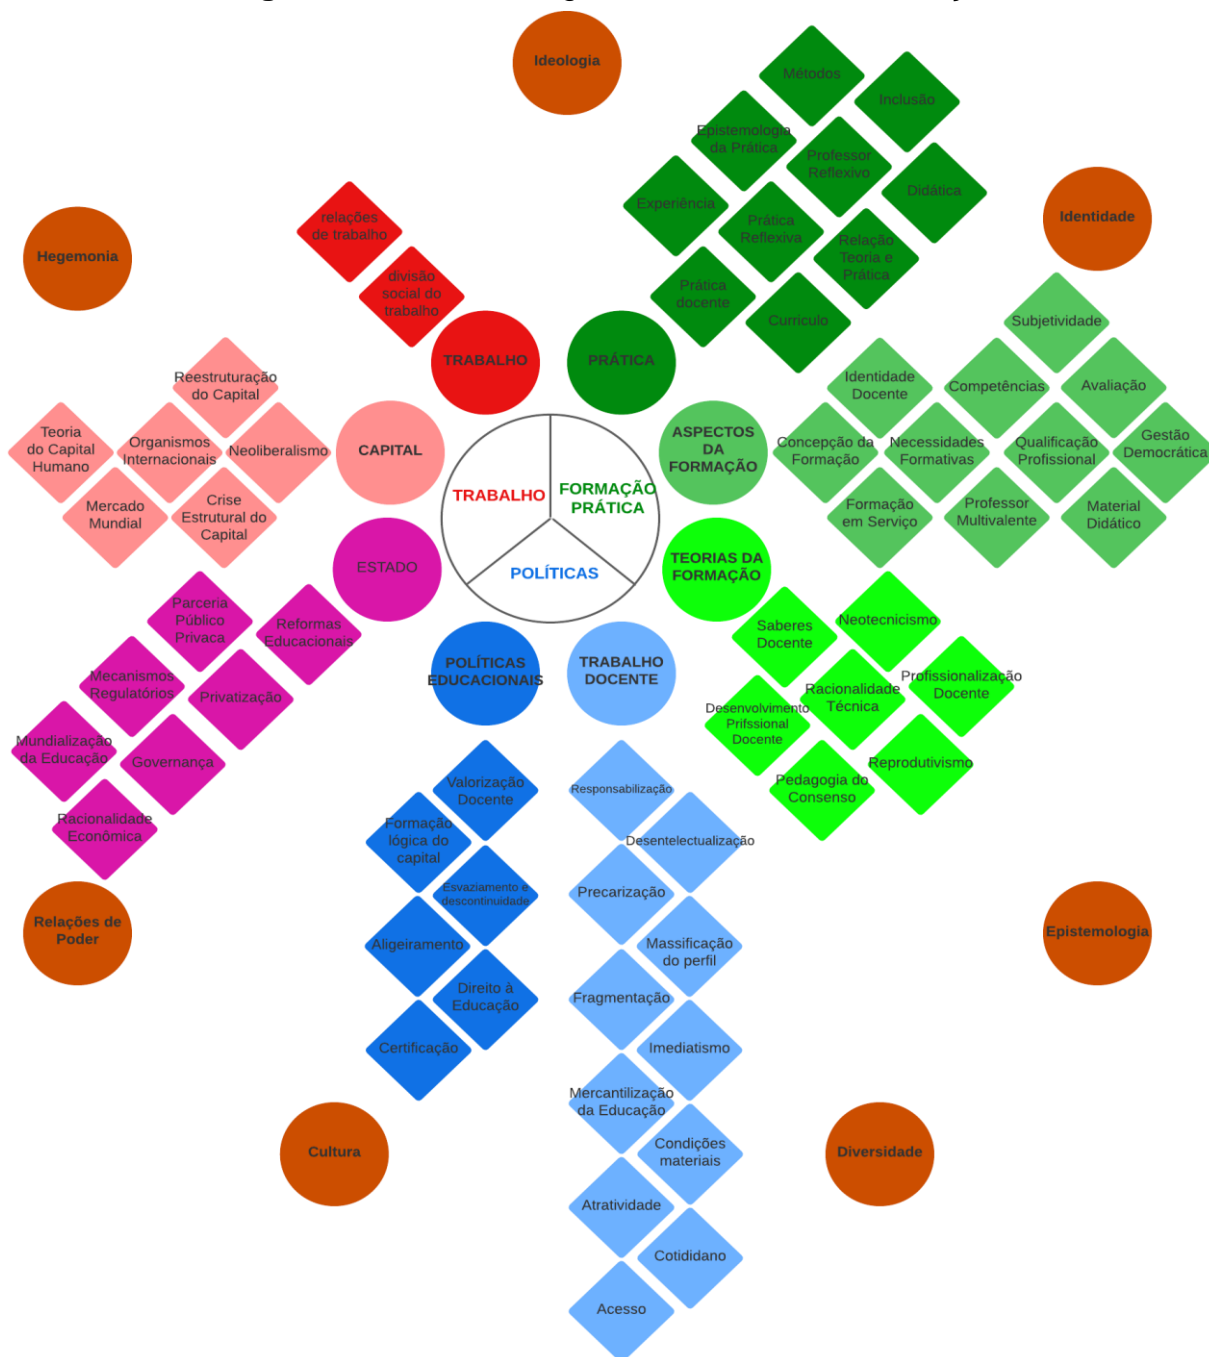 Ideologia
Métodos
Inclusão
Epistemologia
da Prática
Professor
Reflexivo
Didática
Experiência
Prática
Reflexiva
Relação
Teoria e
Prática
Prática
docente
Curriculo
Identidade
Hegemonia
relações
de trabalho
divisão
social do
trabalho
TRABALHO
PRÁTICA
Subjetividade
Identidade
Docente
Competências
Avaliação
Concepção da
Formação
Necessidades
Formativas
Qualificação
Profissional
Gestão
Democrática
Formação
em Serviço
Professor
Multivalente
Material
Didático
ASPECTOS
DA
FORMAÇÃO
CAPITAL
Reestruturação
do Capital
Teoria
do Capital
Humano
Organismos
Internacionais
Neoliberalismo
Mercado
Mundial
Crise
Estrutural do
Capital
TRABALHO
FORMAÇÃO
PRÁTICA
POLÍTICAS
ESTADO
TEORIAS DA
FORMAÇÃO
Parceria
Público
Privaca
Reformas
Educacionais
Mecanismos
Regulatórios
Privatização
Mundialização
da Educação
Governança
Racionalidade
Econômica
Saberes
Docente
Neotecnicismo
Racionalidade
Técnica
Profissionalização
Docente
Desenvolvimento
Prifssional
Docente
Reprodutivismo
Pedagogia do
Consenso
POLÍTICAS
EDUCACIONAIS
TRABALHO
DOCENTE
Valorização
Docente
Formação
lógica do
capital
Esvaziamento e
descontinuidade
Aligeiramento
Direito à
Educação
Certificação
Responsabilização
Desentelectualização
Precarização
Massificação
do perfil
Fragmentação
Imediatismo
Mercantilização
da Educação
Condições
materiais
Atratividade
Cotididano
Acesso
Relações de
Poder
Epistemologia
Cultura
Diversidade